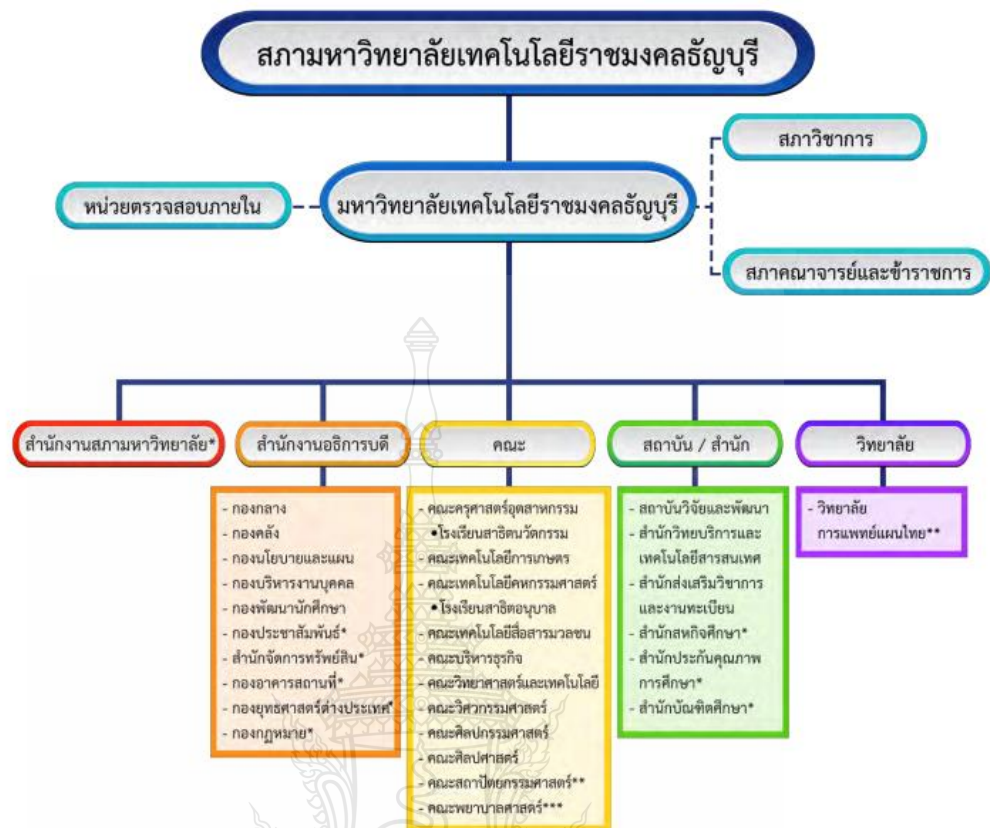 สภามหาวิทยาลัยเทคโนโลยีราชมงคลธัญบุรี
สภาวิชาการ
หน่วยตรวจสอบภายใน
มหาวิทยาลัยเทคโนโลยีราชมงคลธัญบุรี
สภาคณาจารย์และข้าราชการ
สำนักงานสภามหาวิทยาลัย*
สำนักงานอธิการบดี
- กองกลาง
- กองคลัง
- กองนโยบายและแผน
- กองบริหารงานบุคคล
- กองพัฒนานักศึกษา
- กองประชาสัมพันธ์*
- สำนักจัดการทรัพย์สิน*
- กองอาคารสถานที่*
- กองยุทธศาสตร์ต่างประเทศ*
- กองกฎหมาย*
คณะ
- คณะครุศาสตร์อุตสาหกรรม
•โรงเรียนสาธิตนวัตกรรม
- คณะเทคโนโลยีการเกษตร
- คณะเทคโนโลยีคหกรรมศาสตร์
•โรงเรียนสาธิตอนุบาล
- คณะเทคโนโลยีสื่อสารมวลชน
- คณะบริหารธุรกิจ
- คณะวิทยาศาสตร์และเทคโนโลยี
- คณะวิศวกรรมศาสตร์
- คณะศิลปกรรมศาสตร์
- คณะศิลปศาสตร์
- คณะสถาปัตยกรรมศาสตร์**
- คณะพยาบาลศาสตร์***
สถาบัน / สำนัก
- สถาบันวิจัยและพัฒนา
- สำนักวิทยบริการและ
เทคโนโลยีสารสนเทศ
- สำนักส่งเสริมวิชาการ
และงานทะเบียน
- สำนักสหกิจศึกษา*
- สำนักประกันคุณภาพ
การศึกษา*
- สำนักบัณฑิตศึกษา*
วิทยาลัย
- วิทยาลัย
การแพทย์แผนไทย**